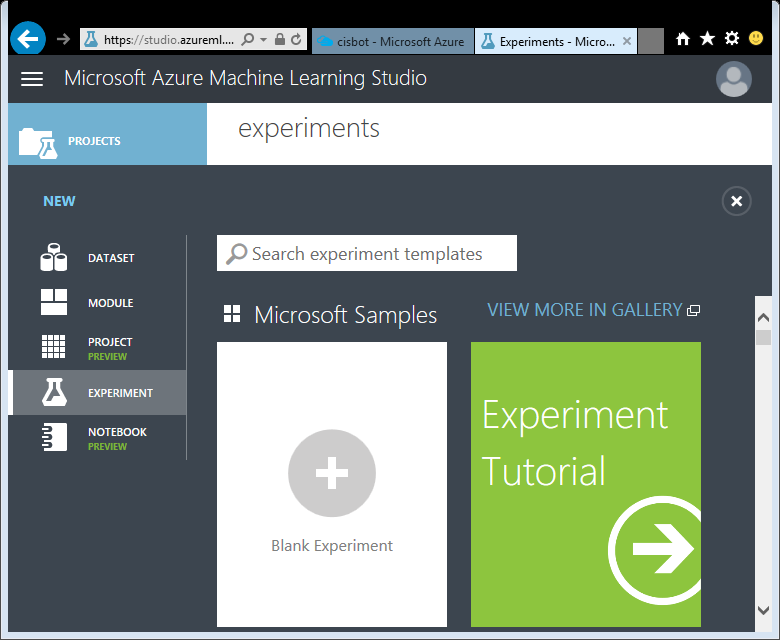 https://studio.azureml....
cisbot - Microsoft Azure
Experiments - Micro...
Microsoft Azure Machine Learning Studio
PROJECTS
experiments
NEW
DATASET
MODULE
PROJECT
PREVIEW
EXPERIMENT
NOTEBOOK
PREVIEW
Search experiment templates
Microsoft Samples
VIEW MORE IN GALLERY
Blank Experiment
Experiment
Tutorial